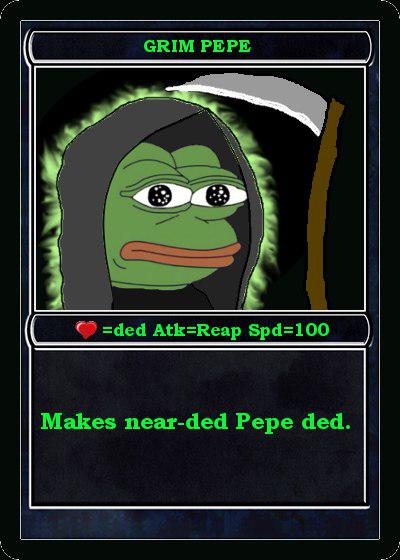 GRIM PEPE
=ded Atk=Reap Spd=100
Makes near-ded Pepe ded.